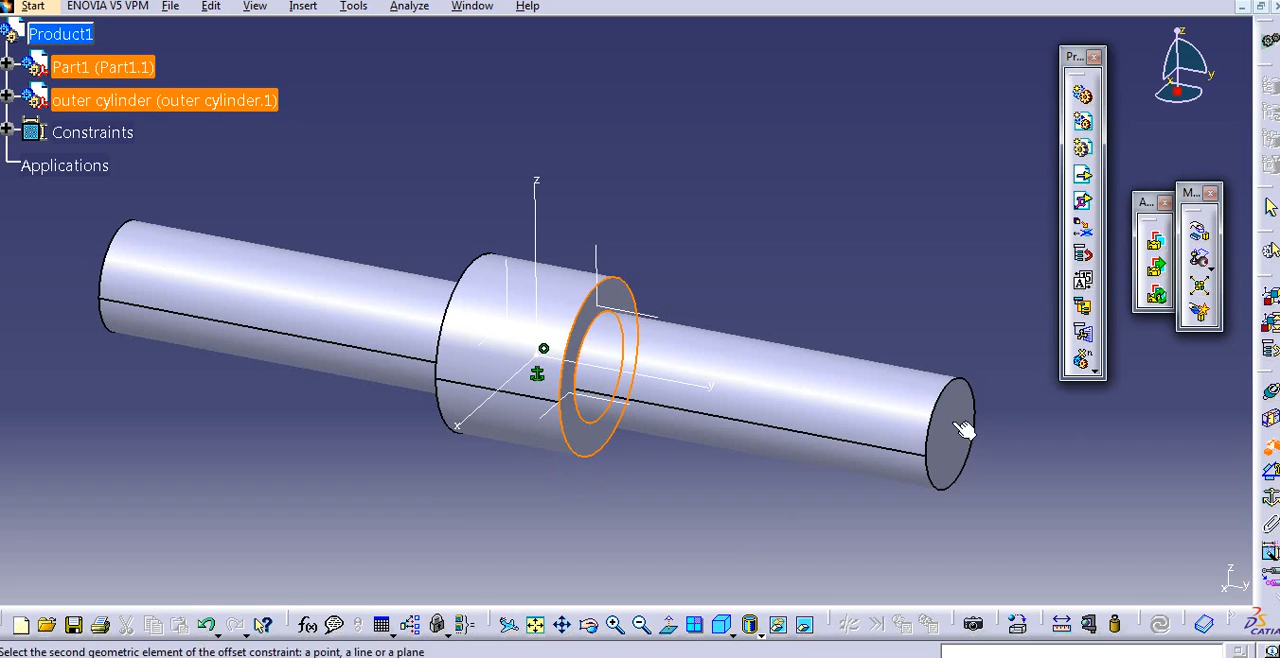 Start ENOVIA V5 VPM File Edit View Insert Tools Analyze Window Help
Product1
Part1 (Part1.1)
outer cylinder (outer cylinder.1)
Constraints
Applications
Pr...
A...
M...
z
y
x
z
y
x
z
y
f(x)
CATIA
Select the second geometric element of the offset constraint: a point, a line or a plane